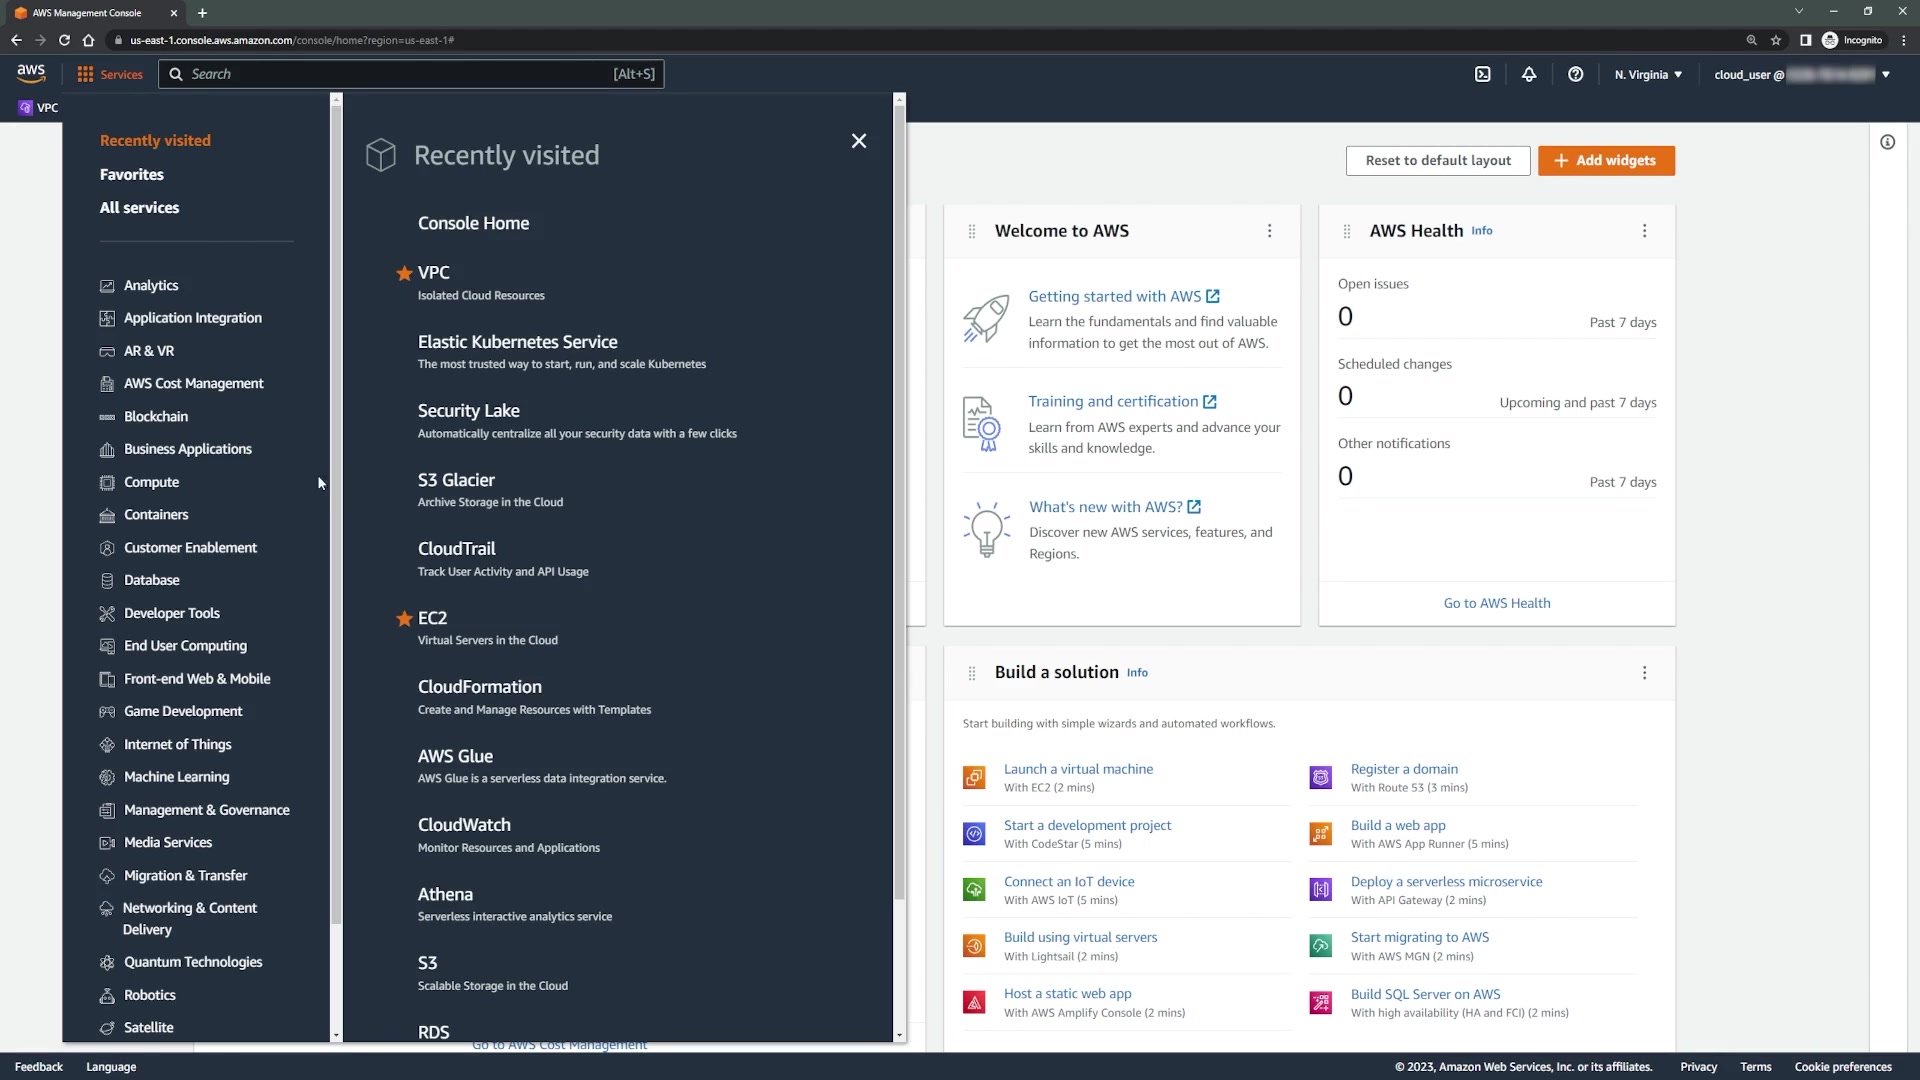 AWS Management Console
us-east-1.console.aws.amazon.com/console/home?region=us-east-1#
Incognito
aws
Services
Search
[Alt+S]
N. Virginia
cloud_user @
VPC
Recently visited
Favorites
All services
Analytics
Application Integration
AR & VR
AWS Cost Management
Blockchain
Business Applications
Compute
Containers
Customer Enablement
Database
Developer Tools
End User Computing
Front-end Web & Mobile
Game Development
Internet of Things
Machine Learning
Management & Governance
Media Services
Migration & Transfer
Networking & Content
Delivery
Quantum Technologies
Robotics
Satellite
Recently visited
Console Home
VPC
Isolated Cloud Resources
Elastic Kubernetes Service
The most trusted way to start, run, and scale Kubernetes
Security Lake
Automatically centralize all your security data with a few clicks
S3 Glacier
Archive Storage in the Cloud
CloudTrail
Track User Activity and API Usage
EC2
Virtual Servers in the Cloud
CloudFormation
Create and Manage Resources with Templates
AWS Glue
AWS Glue is a serverless data integration service.
CloudWatch
Monitor Resources and Applications
Athena
Serverless interactive analytics service
S3
Scalable Storage in the Cloud
RDS
Go to AWS Cost Management
Reset to default layout
Add widgets
Welcome to AWS
Getting started with AWS
Learn the fundamentals and find valuable
information to get the most out of AWS.
Training and certification
Learn from AWS experts and advance your
skills and knowledge.
What's new with AWS?
Discover new AWS services, features, and
Regions.
AWS Health Info
Open issues
0
Past 7 days
Scheduled changes
0
Upcoming and past 7 days
Other notifications
0
Past 7 days
Go to AWS Health
Build a solution Info
Start building with simple wizards and automated workflows.
Launch a virtual machine
With EC2 (2 mins)
Register a domain
With Route 53 (3 mins)
Start a development project
With CodeStar (5 mins)
Build a web app
With AWS App Runner (5 mins)
Connect an IoT device
With AWS IoT (5 mins)
Deploy a serverless microservice
With API Gateway (2 mins)
Build using virtual servers
With Lightsail (2 mins)
Start migrating to AWS
With AWS MGN (2 mins)
Host a static web app
With AWS Amplify Console (2 mins)
Build SQL Server on AWS
With high availability (HA and FCI) (2 mins)
Feedback
Language
© 2023, Amazon Web Services, Inc. or its affiliates.
Privacy
Terms
Cookie preferences